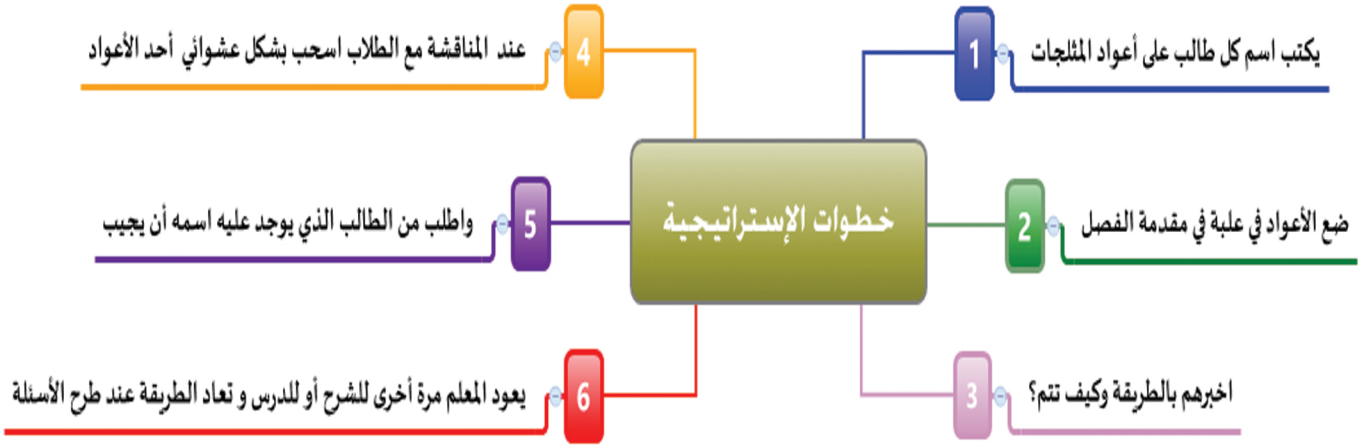 خطوات الإستراتيجية
1
يكتب اسم كل طالب على أعواد المثلجات
2
ضع الأعواد في علبة في مقدمة الفصل
3
اخبرهم بالطريقة وكيف تتم؟
4
عند المناقشة مع الطلاب اسحب بشكل عشوائي أحد الأعواد
5
واطلب من الطالب الذي يوجد عليه اسمه أن يجيب
6
يعود المعلم مرة أخرى للشرح أو للدرس و تعاد الطريقة عند طرح الأسئلة